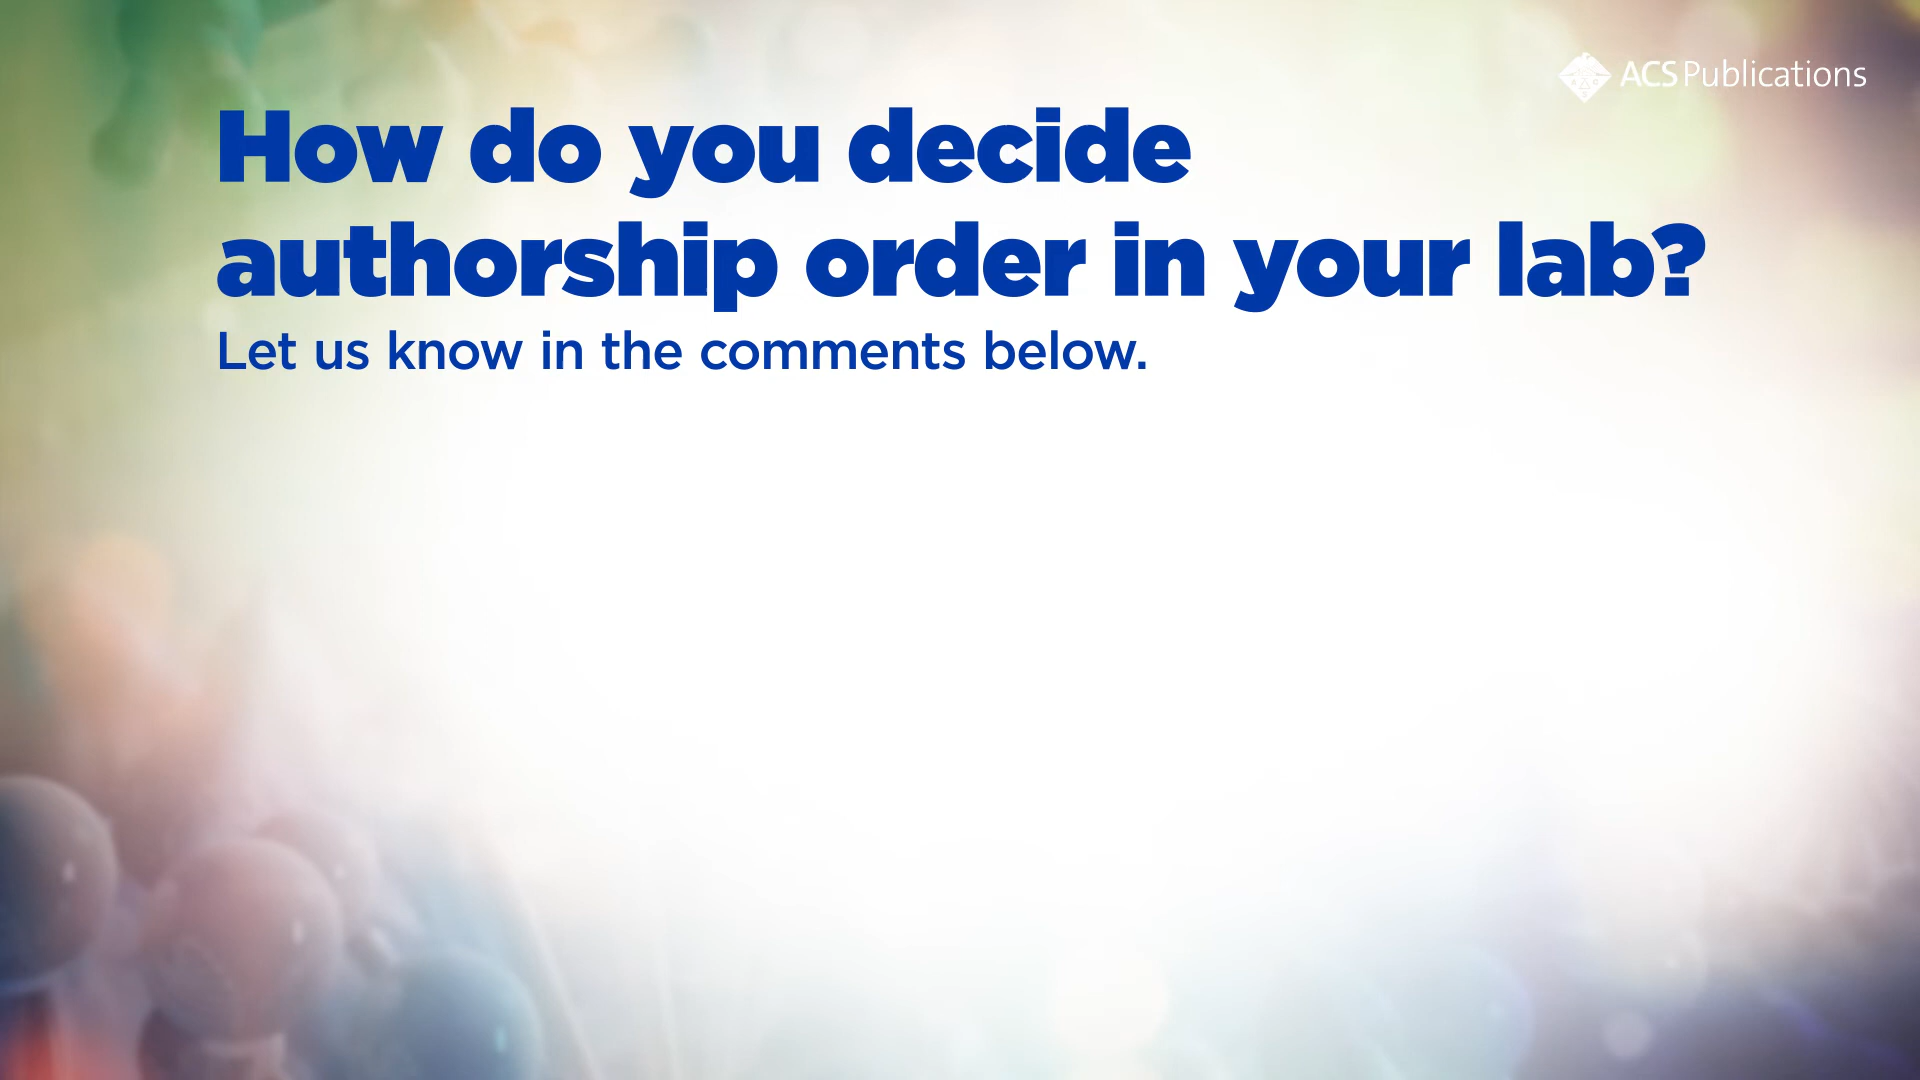 ACS Publications
How do you decide
authorship order in your lab?
Let us know in the comments below.